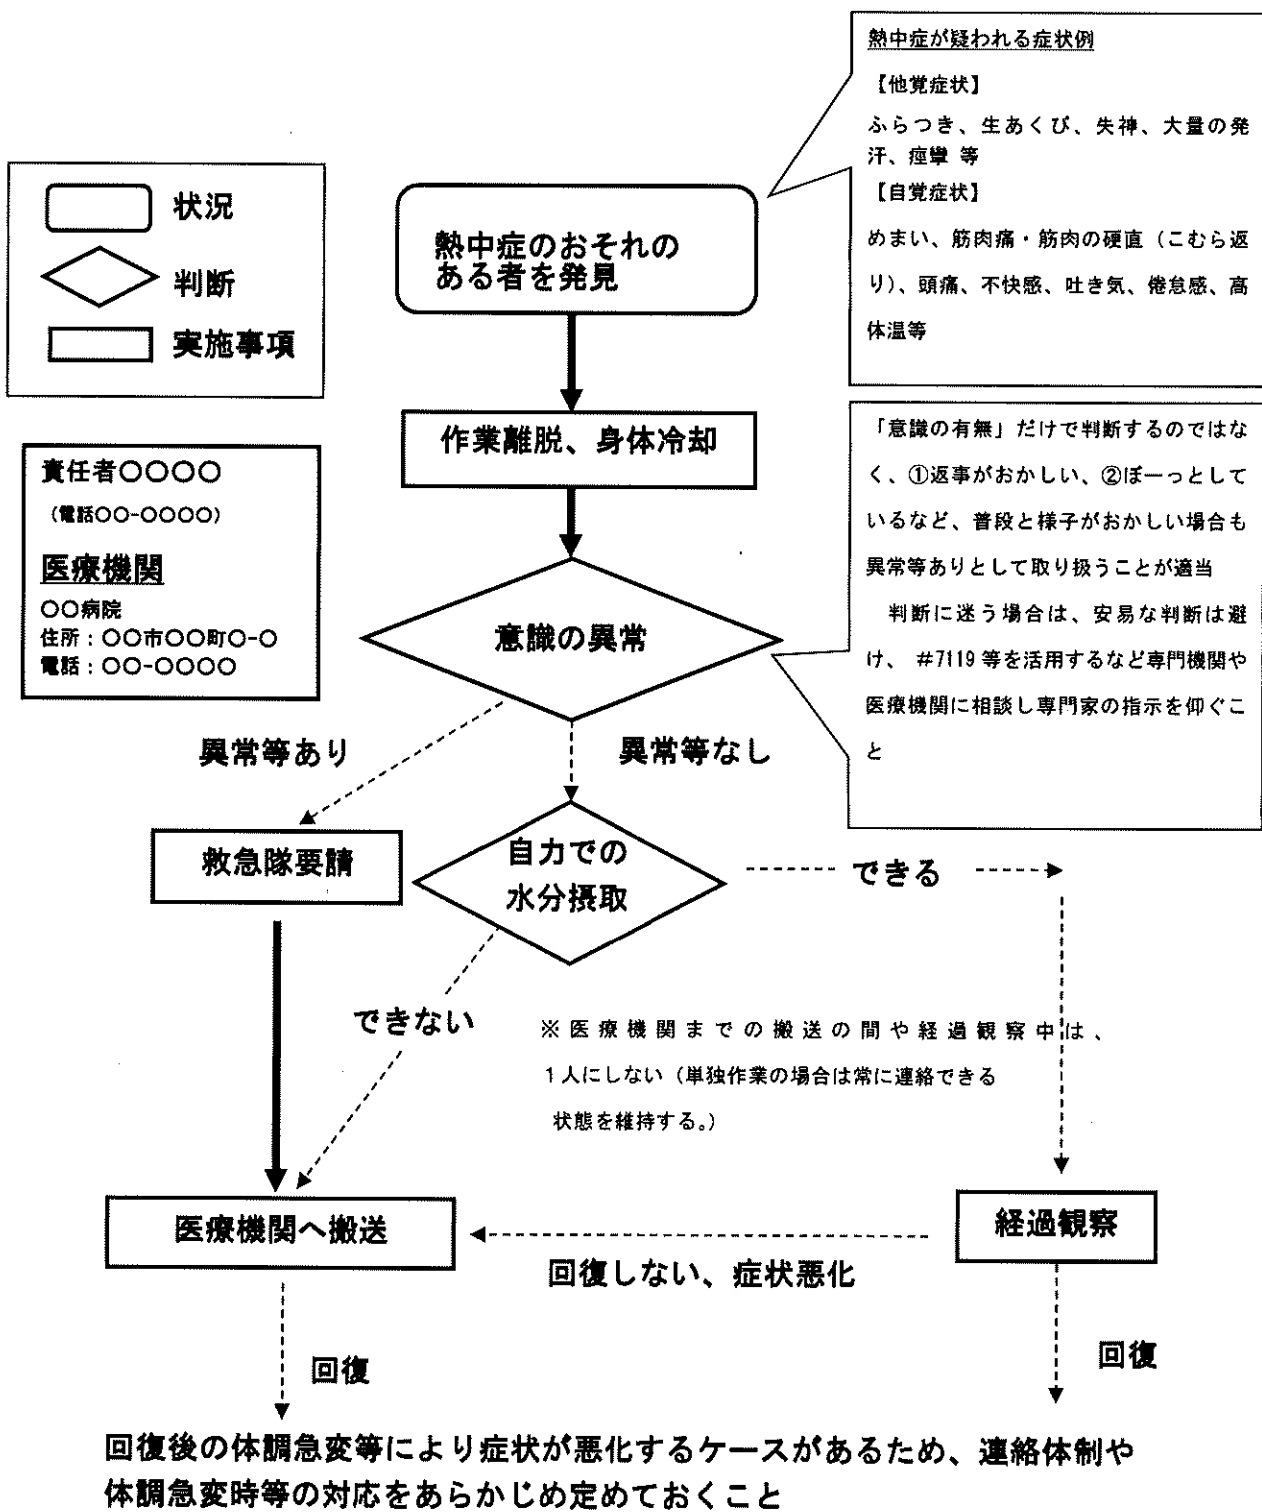 熱中症が疑われる症状例
【他覚症状】
ふらつき、生あくび、失神、大量の発
汗、痙攣 等
【自覚症状】
めまい、筋肉痛・筋肉の硬直（こむら返
り）、頭痛、不快感、吐き気、倦怠感、高
体温等
状況
判断
実施事項
熱中症のおそれの
ある者を発見
作業離脱、身体冷却
責任者〇〇〇〇
（電話〇〇-〇〇〇〇）
医療機関
〇〇病院
住所：〇〇市〇〇町〇-〇
電話：〇〇-〇〇〇〇
「意識の有無」だけで判断するのではな
く、①返事がおかしい、②ぼーっとして
いるなど、普段と様子がおかしい場合も
異常等ありとして取り扱うことが適当
判断に迷う場合は、安易な判断は避
け、 #7119 等を活用するなど専門機関や
医療機関に相談し専門家の指示を仰ぐこ
と
意識の異常
異常等あり
異常等なし
救急隊要請
自力での
水分摂取
できる
できない
※医療機関までの搬送の間や経過観察中は、
1人にしない（単独作業の場合は常に連絡できる
状態を維持する。）
医療機関へ搬送
経過観察
回復しない、症状悪化
回復
回復
回復後の体調急変等により症状が悪化するケースがあるため、連絡体制や
体調急変時等の対応をあらかじめ定めておくこと